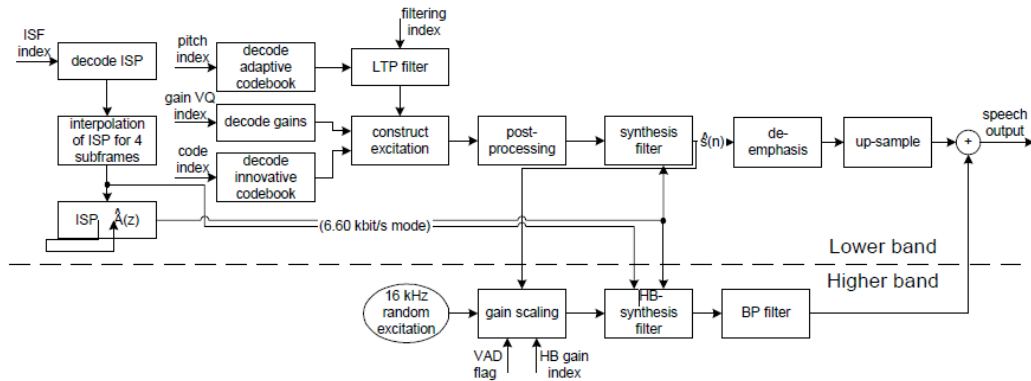 filtering
index
ISF
index
decode ISP
pitch
index
decode
adaptive
codebook
LTP filter
gain VQ
index
decode gains
interpolation
of ISP for 4
subframes
code
index
decode
innovative
codebook
construct
excitation
post-
processing
synthesis
filter
ŝ(n)
de-
emphasis
up-sample
+
speech
output
ISP Â(z)
(6.60 kbit/s mode)
Lower band
Higher band
16 kHz
random
excitation
gain scaling
HB-
synthesis
filter
BP filter
VAD
flag
HB gain
index